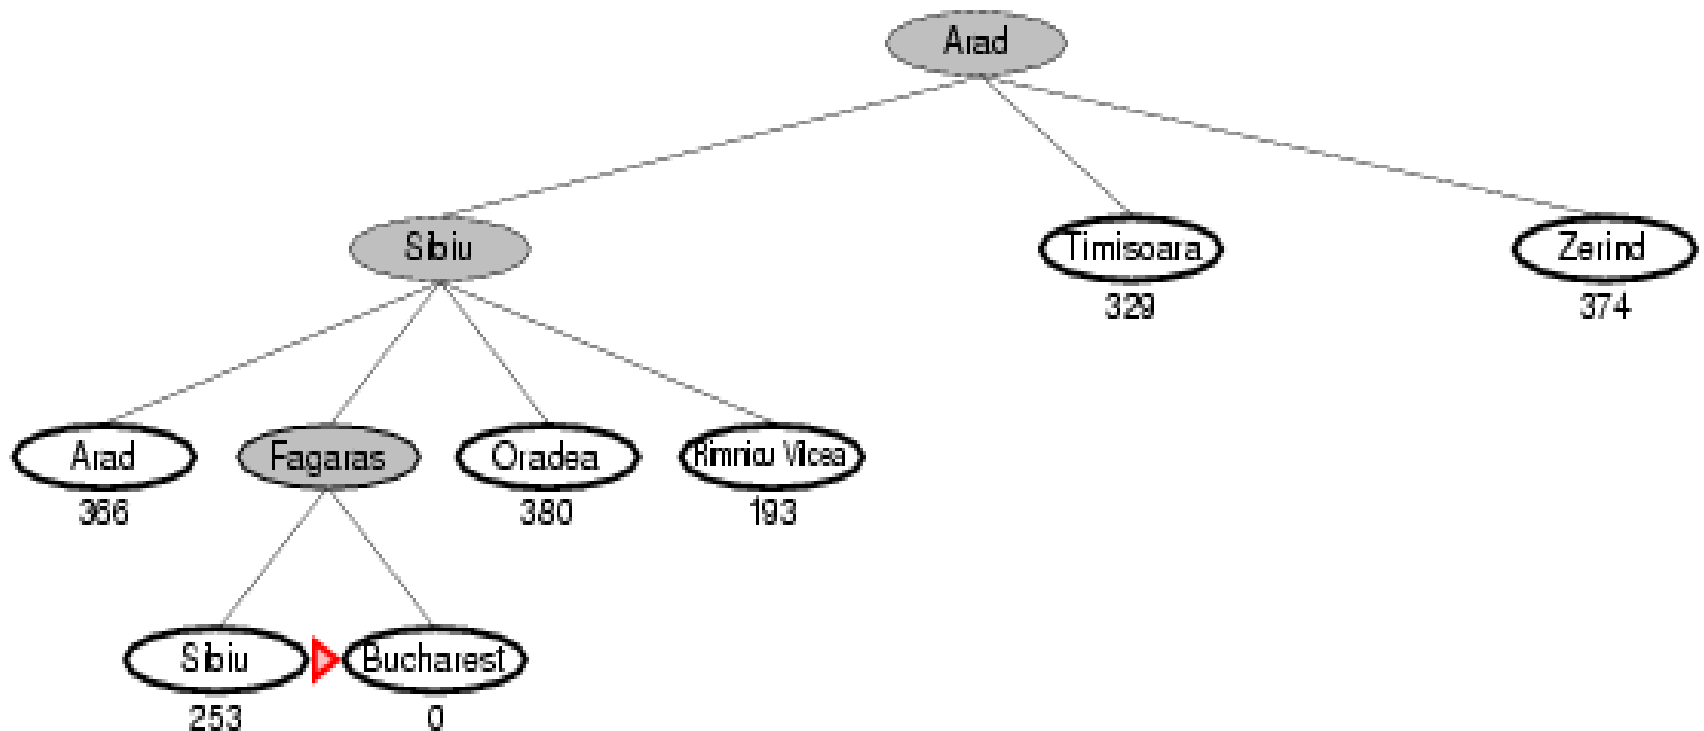 Arad
Sibiu
Timisoara
Zerind
329
374
Arad
Fagaras
Oradea
Rimnicu Vilcea
366
380
193
Sibiu
Bucharest
253
0